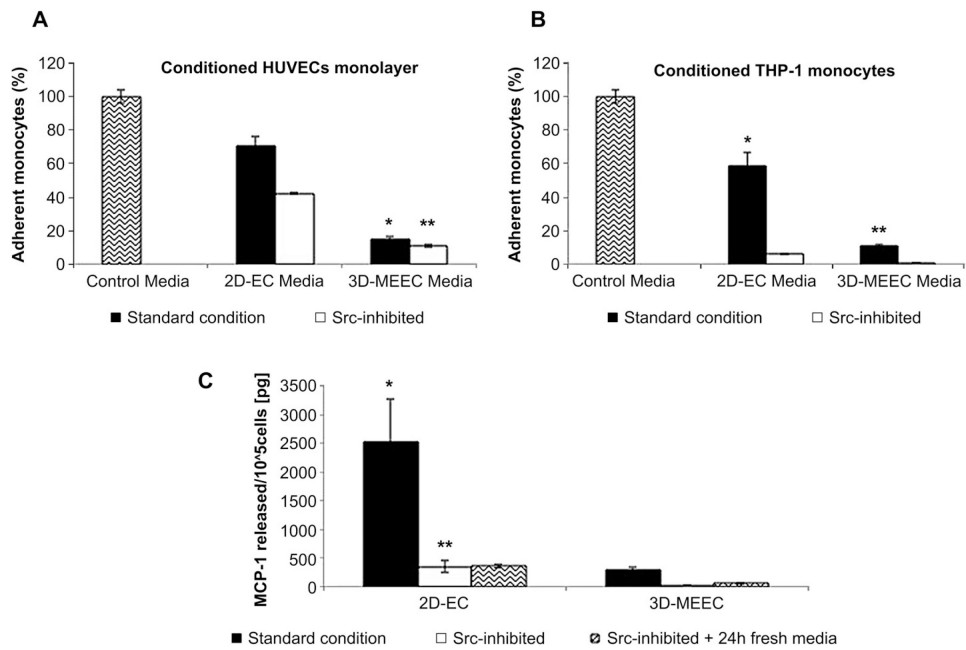 A
Conditioned HUVECs monolayer
Adherent monocytes (%)
120
100
80
60
40
20
0
*
**
Control Media 2D-EC Media 3D-MEEC Media
Standard condition Src-inhibited
B
Conditioned THP-1 monocytes
Adherent monocytes (%)
120
100
80
60
40
20
0
*
**
Control Media 2D-EC Media 3D-MEEC Media
Standard condition Src-inhibited
C
MCP-1 released/10^5cells [pg]
3500
3000
2500
2000
1500
1000
500
0
*
**
2D-EC 3D-MEEC
Standard condition Src-inhibited Src-inhibited + 24h fresh media